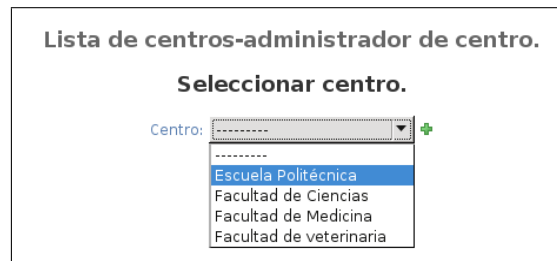 Lista de centros-administrador de centro.
Seleccionar centro.
Centro: ---------
---------
Escuela Politécnica
Facultad de Ciencias
Facultad de Medicina
Facultad de veterinaria